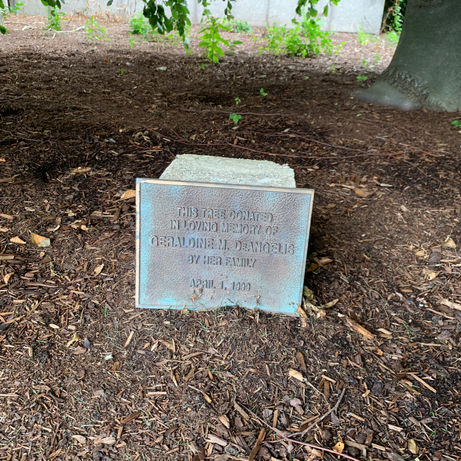 THIS TREE DONATED
IN LOVING MEMORY OF
GERALDINE M. DEANGELIS
BY HER FAMILY
APRIL 1,